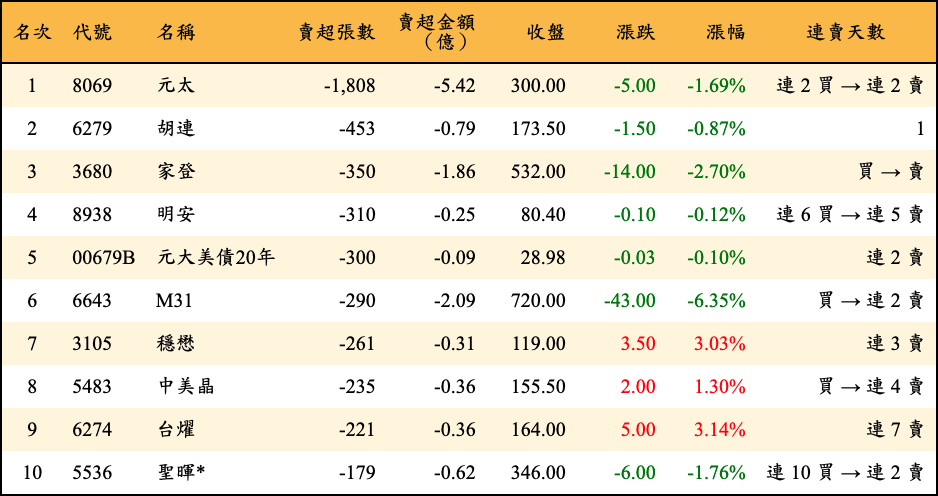 名次 代號 名稱 賣超張數 賣超金額（億） 收盤 漲跌 漲幅 連賣天數
1 8069 元太 -1,808 -5.42 300.00 -5.00 -1.69% 連 2 買 → 連 2 賣
2 6279 胡連 -453 -0.79 173.50 -1.50 -0.87% 1
3 3680 家登 -350 -1.86 532.00 -14.00 -2.70% 買 → 賣
4 8938 明安 -310 -0.25 80.40 -0.10 -0.12% 連 6 買 → 連 5 賣
5 00679B 元大美債20年 -300 -0.09 28.98 -0.03 -0.10% 連 2 賣
6 6643 M31 -290 -2.09 720.00 -43.00 -6.35% 買 → 連 2 賣
7 3105 穩懋 -261 -0.31 119.00 3.50 3.03% 連 3 賣
8 5483 中美晶 -235 -0.36 155.50 2.00 1.30% 買 → 連 4 賣
9 6274 台燿 -221 -0.36 164.00 5.00 3.14% 連 7 賣
10 5536 聖暉* -179 -0.62 346.00 -6.00 -1.76% 連 10 買 → 連 2 賣